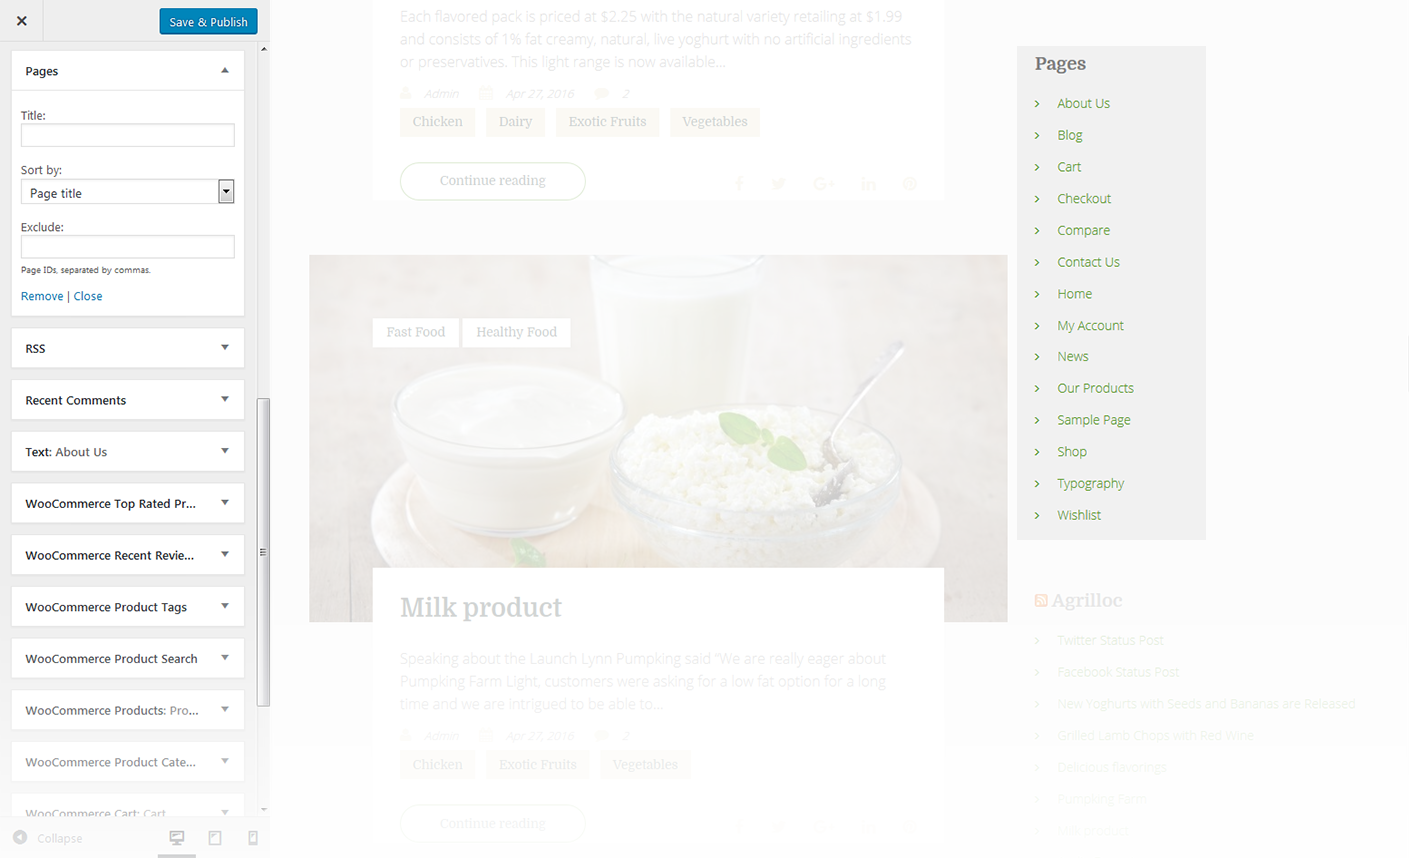 Save & Publish
Pages
Title:
Sort by:
Page title
Exclude:
Page IDs, separated by commas.
Remove | Close
RSS
Recent Comments
Text: About Us
WooCommerce Top Rated Pr...
WooCommerce Recent Revie...
WooCommerce Product Tags
WooCommerce Product Search
WooCommerce Products: Pro...
WooCommerce Product Cate...
WooCommerce Cart: Cart
Collapse
Each flavored pack is priced at $2.25 with the natural variety retailing at $1.99
and consists of 1% fat creamy, natural, live yoghurt with no artificial ingredients
or preservatives. This light range is now available...
Admin Apr 27, 2016 2
Chicken Dairy Exotic Fruits Vegetables
Continue reading
Fast Food Healthy Food
Milk product
Speaking about the Launch Lynn Pumpking said "We are really eager about
Pumpking Farm Light, customers were asking for a low fat option for a long
time and we are intrigued to be able to...
Admin Apr 27, 2016 2
Chicken Exotic Fruits Vegetables
Continue reading
Pages
About Us
Blog
Cart
Checkout
Compare
Contact Us
Home
My Account
News
Our Products
Sample Page
Shop
Typography
Wishlist
Agrilloc
Twitter Status Post
Facebook Status Post
New Yoghurts with Seeds and Bananas are Released
Grilled Lamb Chops with Red Wine
Delicious flavorings
Pumpking Farm
Milk product